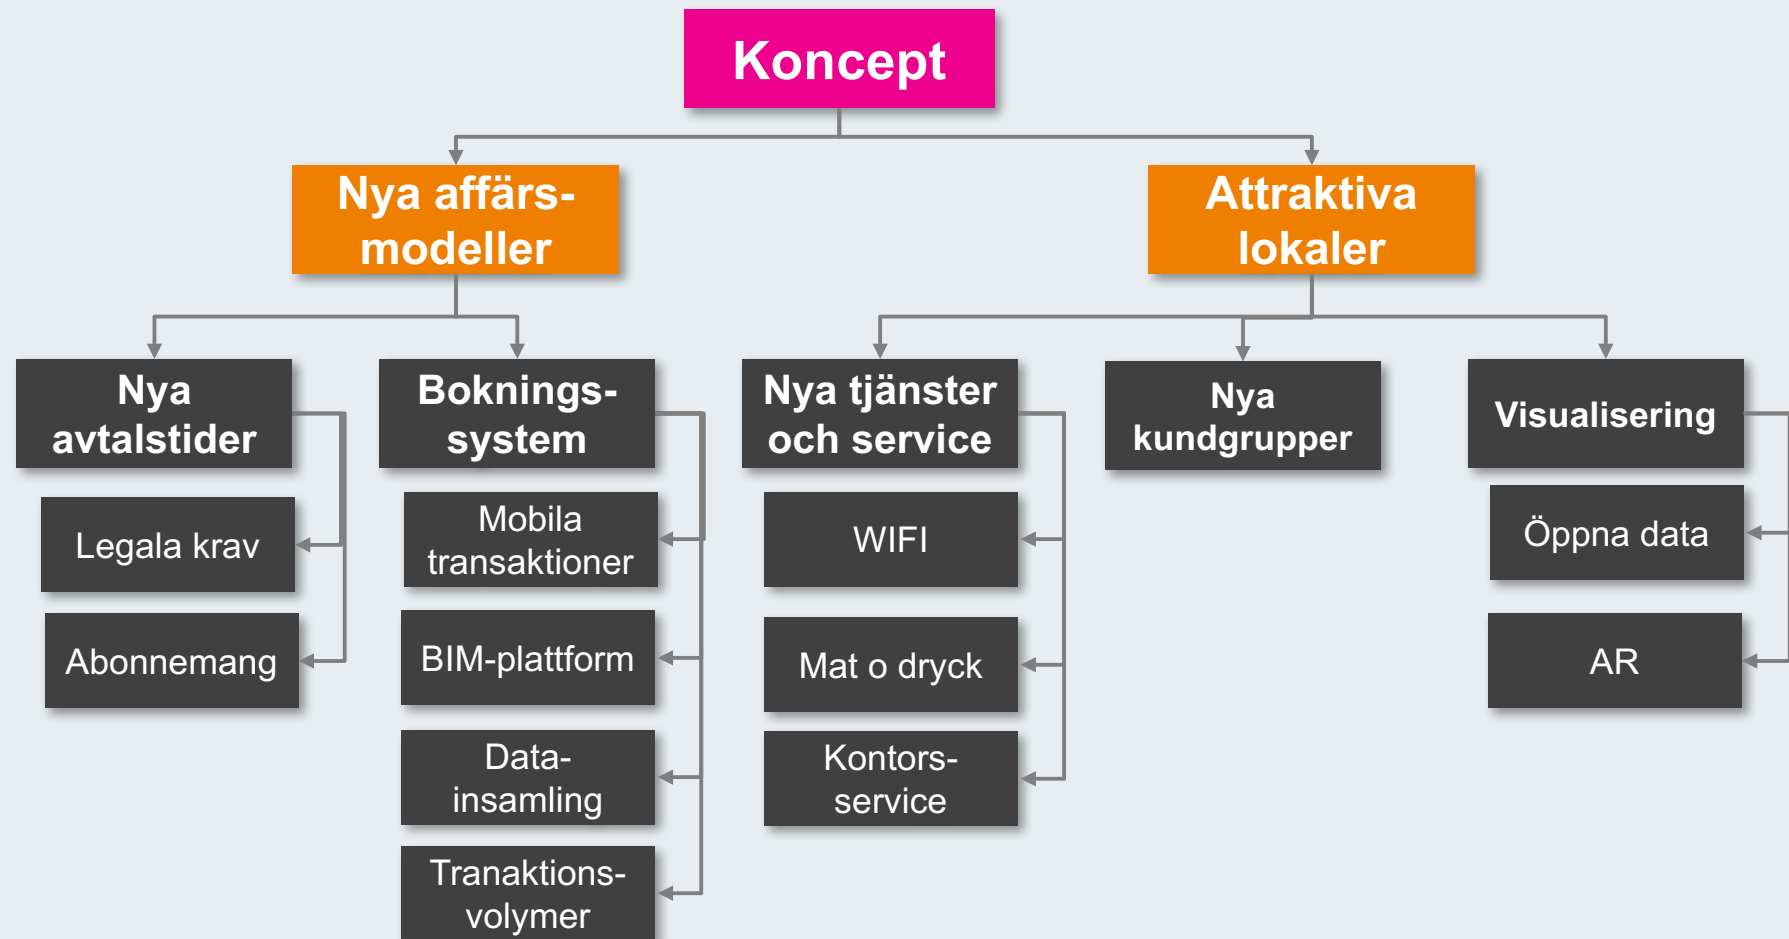 Koncept
Nya affärs-
modeller
Attraktiva
lokaler
Nya
avtalstider
Boknings-
system
Nya tjänster
och service
Nya
kundgrupper
Visualisering
Legala krav
Abonnemang
Mobila
transaktioner
BIM-plattform
Data-
insamling
Tranaktions-
volymer
WIFI
Mat o dryck
Kontors-
service
Öppna data
AR